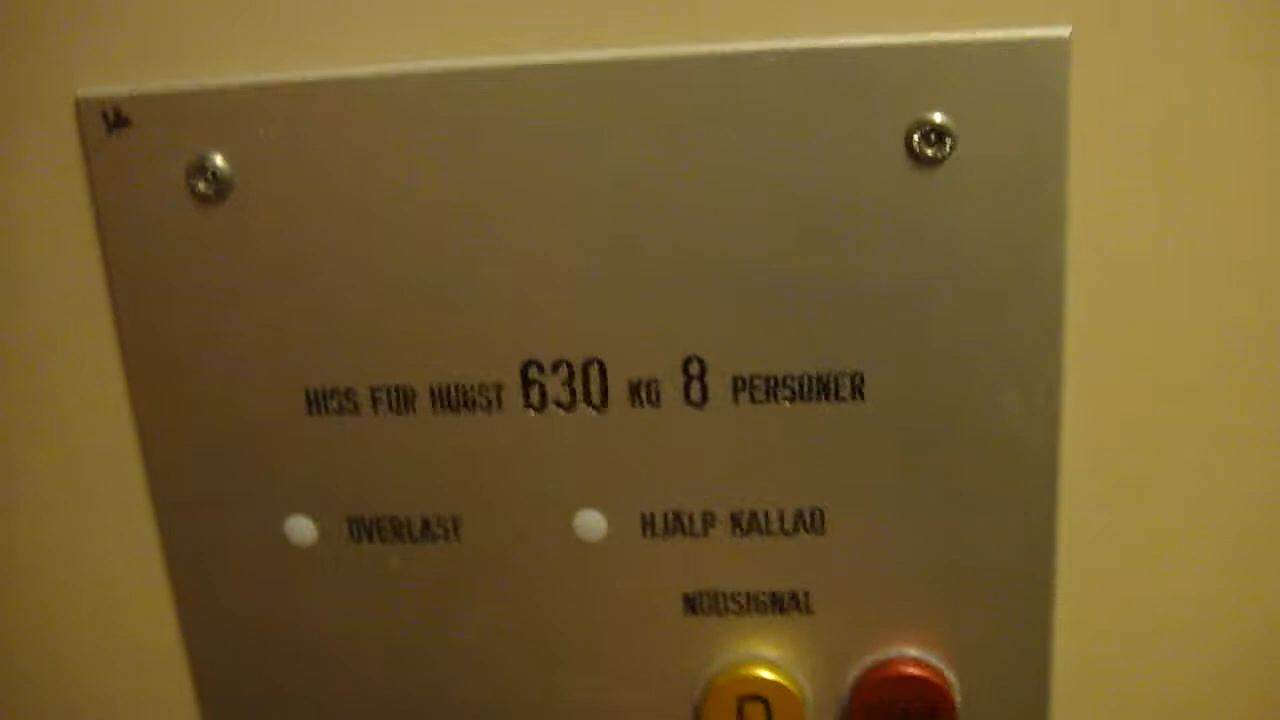 HISS FÖR HÖGST 630 KG 8 PERSONER
ÖVERLAST
HJÄLP KALLAD
NÖDSIGNAL